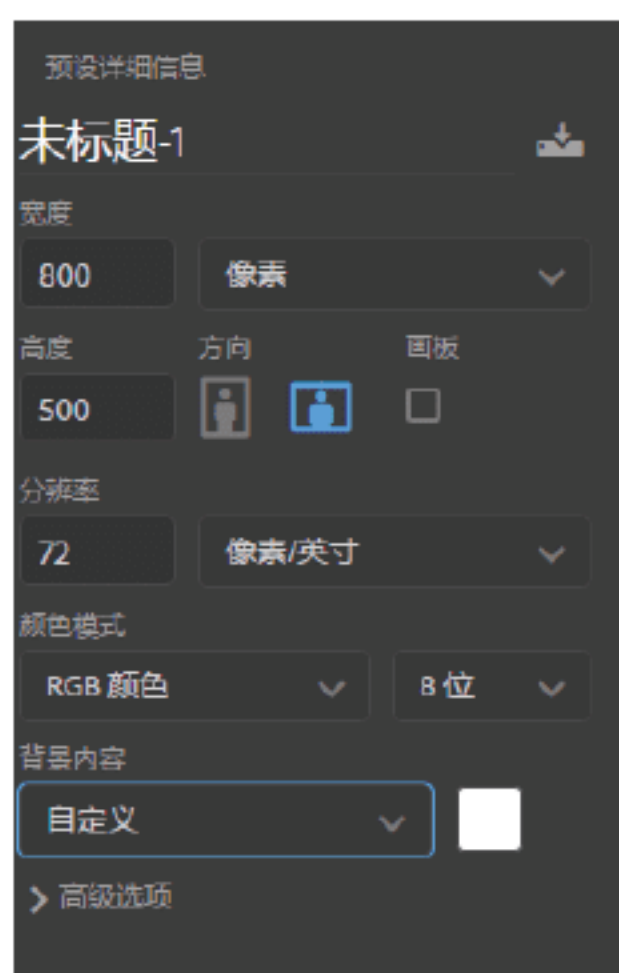 预设详细信息
未标题-1
宽度
800 像素
高度 方向 画板
500
分辨率
72 像素/英寸
颜色模式
RGB 颜色 8 位
背景内容
自定义
高级选项